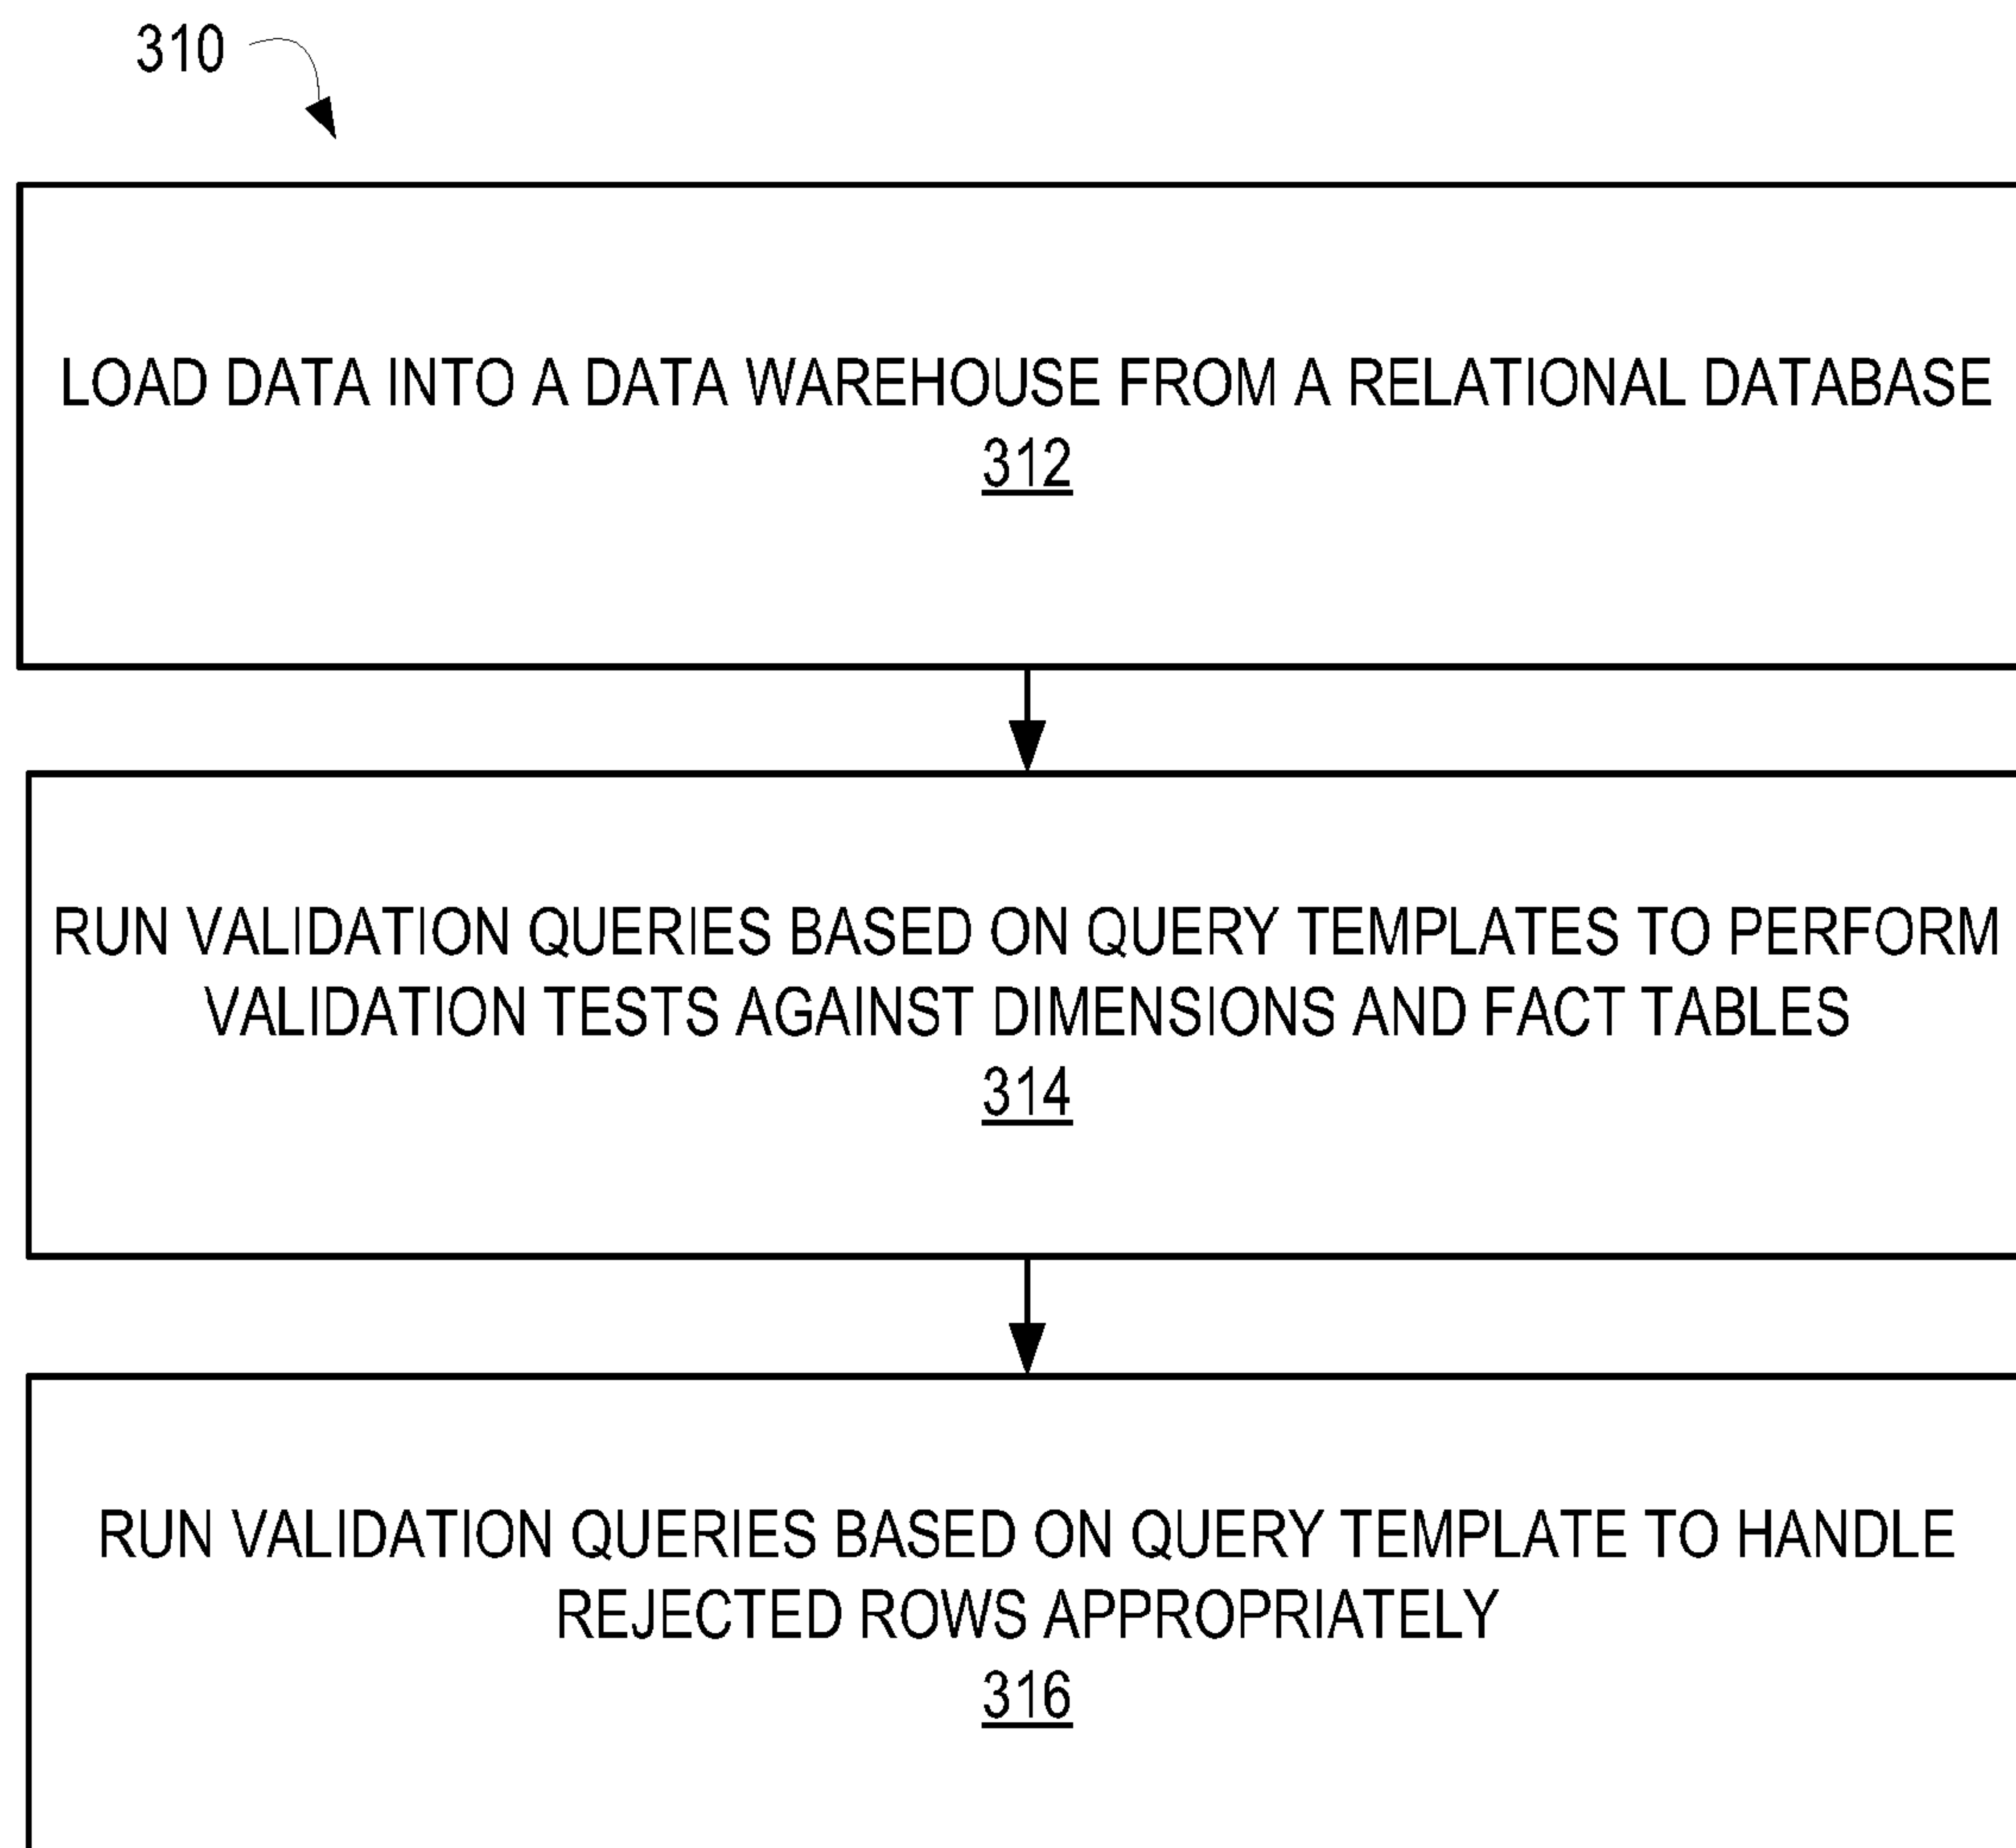 310
LOAD DATA INTO A DATA WAREHOUSE FROM A RELATIONAL DATABASE
312
RUN VALIDATION QUERIES BASED ON QUERY TEMPLATES TO PERFORM
VALIDATION TESTS AGAINST DIMENSIONS AND FACT TABLES
314
RUN VALIDATION QUERIES BASED ON QUERY TEMPLATE TO HANDLE
REJECTED ROWS APPROPRIATELY
316